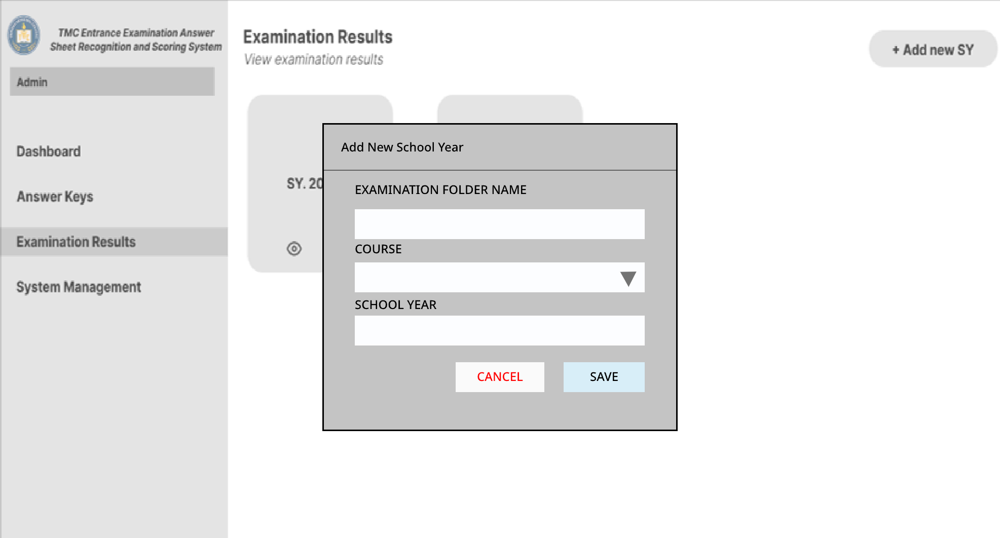 TMC Entrance Examination Answer
Sheet Recognition and Scoring System
Admin
Dashboard
Answer Keys
Examination Results
System Management
Examination Results
View examination results
+ Add new SY
SY. 20
Add New School Year
EXAMINATION FOLDER NAME
COURSE
SCHOOL YEAR
CANCEL
SAVE